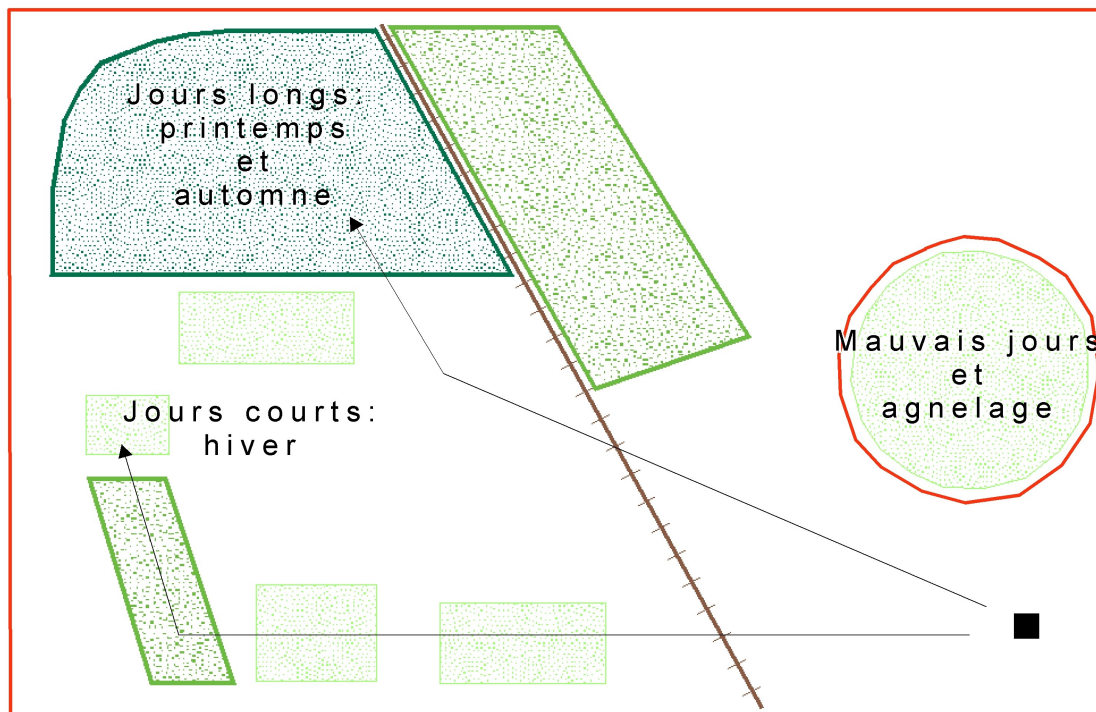 Jours longs:
printemps
et
automne
Mauvais jours
et
agnelage
Jours courts:
hiver